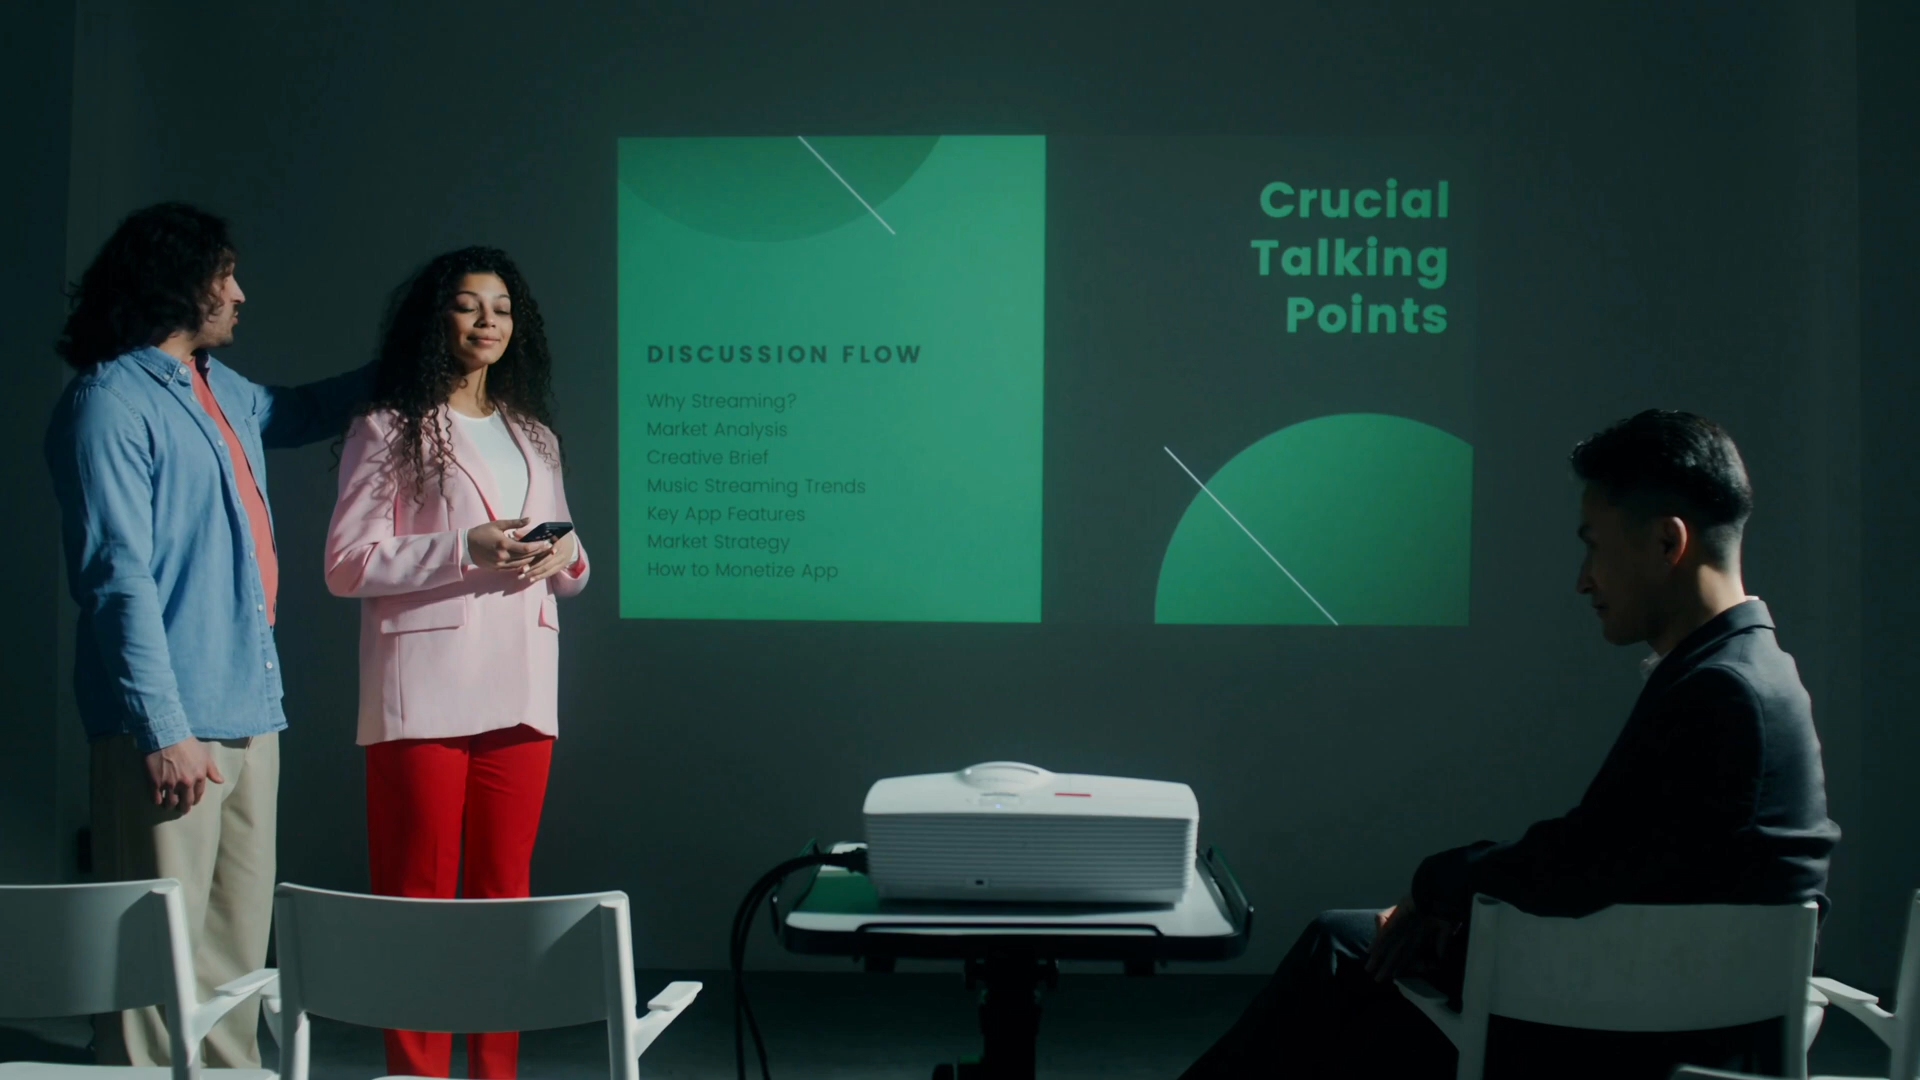 DISCUSSION FLOW
Why Streaming?
Market Analysis
Creative Brief
Music Streaming Trends
Key App Features
Market Strategy
How to Monetize App
Crucial
Talking
Points